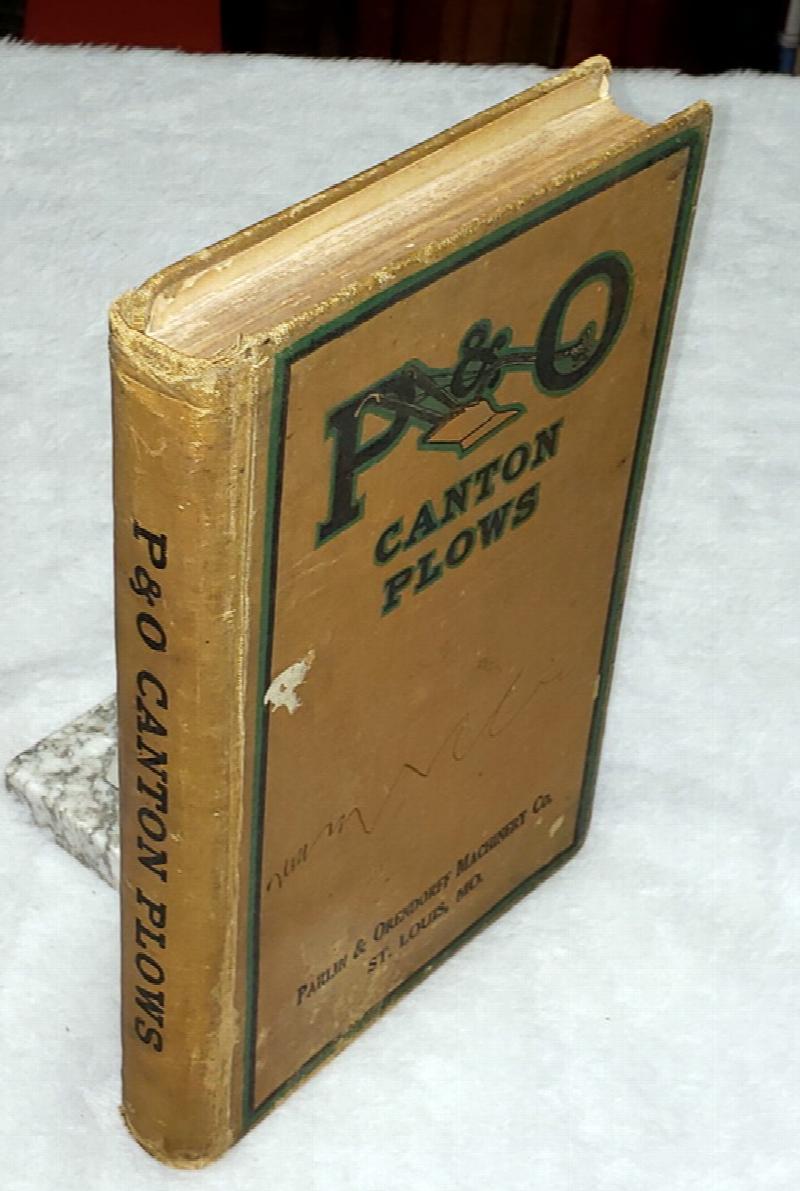 P&O CANTON PLOWS
P&O
CANTON
PLOWS
PARLIN & ORENDORFF MACHINERY CO.
ST. LOUIS, MO.